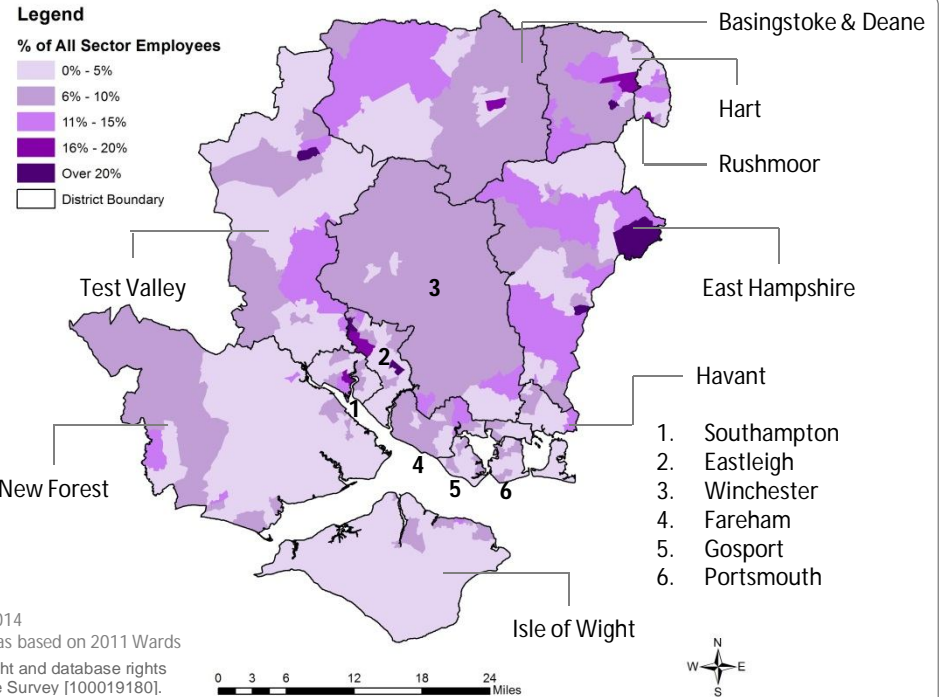 Legend
% of All Sector Employees
0% - 5%
6% - 10%
11% - 15%
16% - 20%
Over 20%
District Boundary
Basingstoke & Deane
Hart
Rushmoor
Test Valley
East Hampshire
Havant
New Forest
Isle of Wight
3
2
1
4
5
6
1. Southampton
2. Eastleigh
3. Winchester
4. Fareham
5. Gosport
6. Portsmouth
014
as based on 2011 Wards
ht and database rights
e Survey [100019180].
0 3 6 12 18 24
Miles
N
W E
S